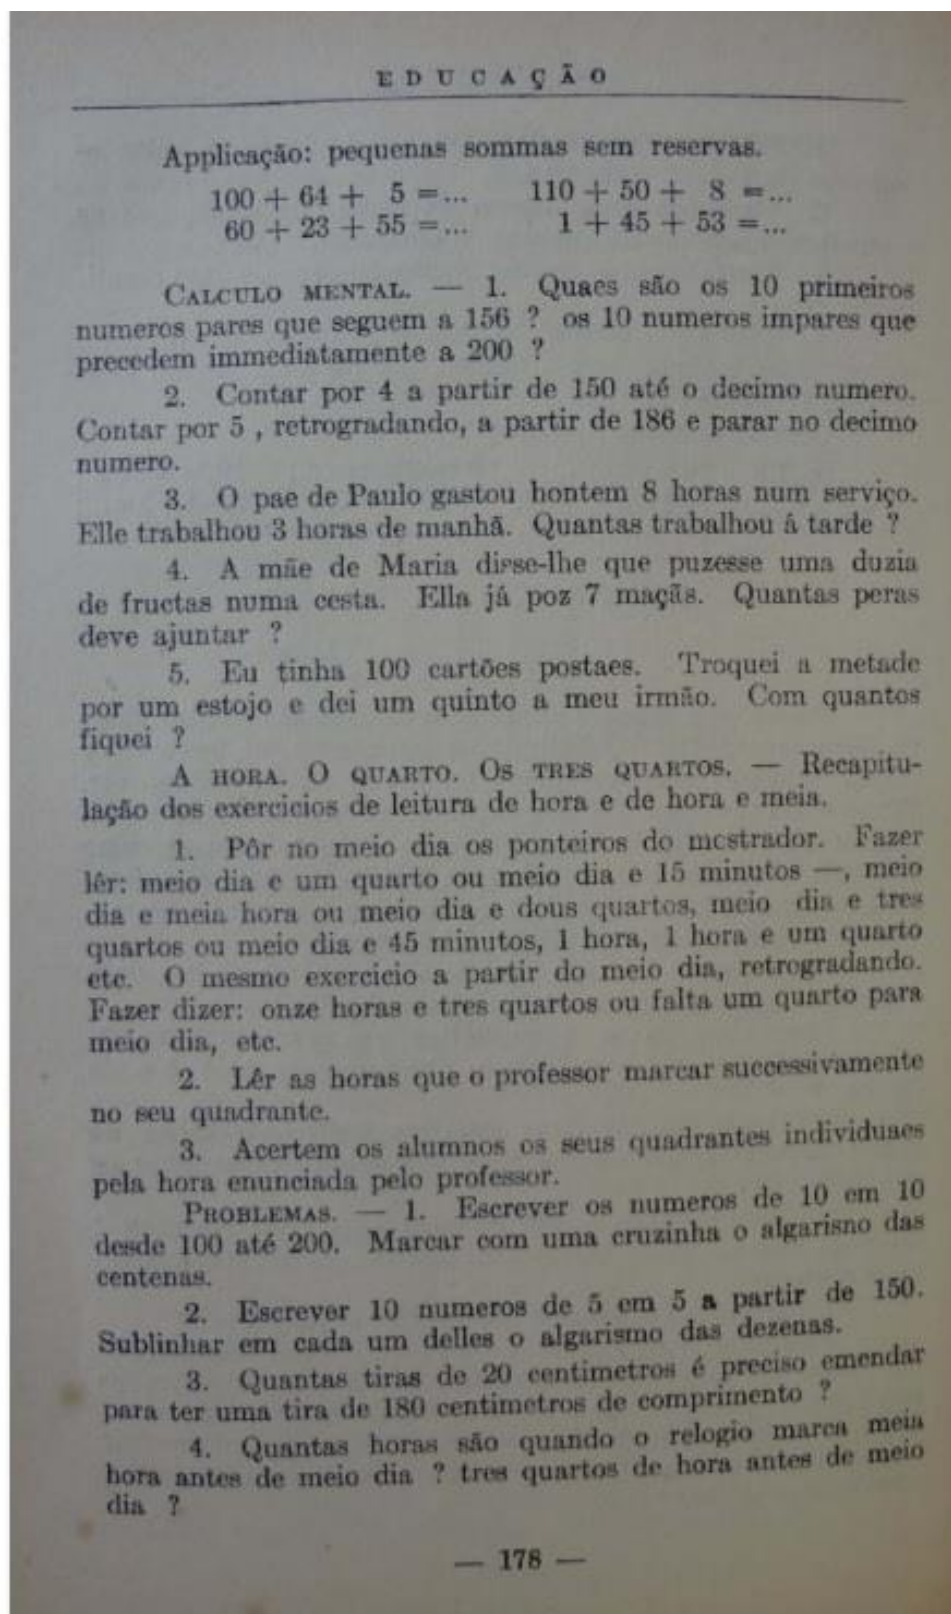 EDUCAÇÃO
Applicação: pequenas sommas sem reservas.
100 + 64 + 5 =... 110 + 50 + 8 =...
60 + 23 + 55 =... 1 + 45 + 53 =...
CALCULO MENTAL. — 1. Quaes são os 10 primeiros
numeros pares que seguem a 156 ? os 10 numeros impares que
precedem immediatamente a 200 ?
2. Contar por 4 a partir de 150 até o decimo numero.
Contar por 5 , retrogradando, a partir de 186 e parar no decimo
numero.
3. O pae de Paulo gastou hontem 8 horas num serviço.
Elle trabalhou 3 horas de manhã. Quantas trabalhou á tarde ?
4. A mãe de Maria disse-lhe que puzesse uma duzia
de fructas numa cesta. Ella já poz 7 maçãs. Quantas peras
deve ajuntar ?
5. Eu tinha 100 cartões postaes. Troquei a metade
por um estojo e dei um quinto a meu irmão. Com quantos
fiquei ?
A HORA. O QUARTO. OS TRES QUARTOS. — Recapitu-
lação dos exercicios de leitura de hora e de hora e meia.
1. Pôr no meio dia os ponteiros do mcstrador. Fazer
lêr: meio dia e um quarto ou meio dia e 15 minutos —, meio
dia e meia hora ou meio dia e dous quartos, meio dia e tres
quartos ou meio dia e 45 minutos, 1 hora, 1 hora e um quarto
etc. O mesmo exercicio a partir do meio dia, retrogradando.
Fazer dizer: onze horas e tres quartos ou falta um quarto para
meio dia, etc.
2. Lêr as horas que o professor marcar successivamente
no seu quadrante.
3. Acertem os alumnos os seus quadrantes individuaes
pela hora enunciada pelo professor.
PROBLEMAS. — 1. Escrever os numeros de 10 em 10
desde 100 até 200. Marcar com uma cruzinha o algarisno das
centenas.
2. Escrever 10 numeros de 5 em 5 a partir de 150.
Sublinhar em cada um delles o algarismo das dezenas.
3. Quantas tiras de 20 centimetros é preciso emendar
para ter uma tira de 180 centimetros de comprimento ?
4. Quantas horas são quando o relogio marca meia
hora antes de meio dia ? tres quartos de hora antes de meio
dia ?
— 178 —